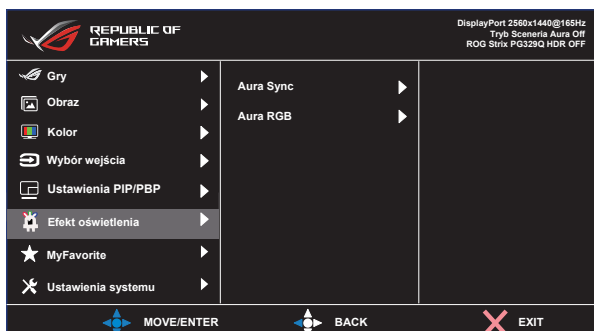 REPUBLIC OF
GAMERS
DisplayPort 2560x1440@165Hz
Tryb Sceneria Aura Off
ROG Strix PG329Q HDR OFF
Gry
Obraz
Kolor
Wybór wejścia
Ustawienia PIP/PBP
Efekt oświetlenia
MyFavorite
Ustawienia systemu
Aura Sync
Aura RGB
MOVE/ENTER
BACK
EXIT